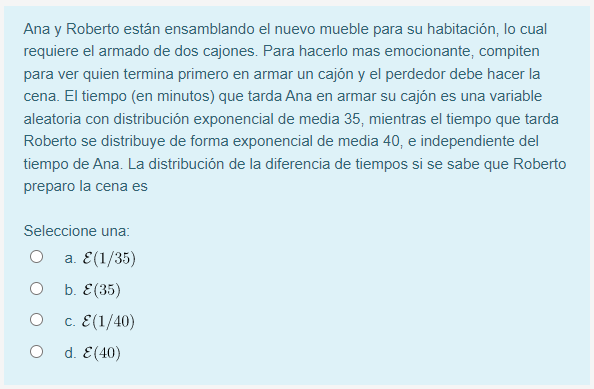 Ana y Roberto están ensamblando el nuevo mueble para su habitación, lo cual
requiere el armado de dos cajones. Para hacerlo mas emocionante, compiten
para ver quien termina primero en armar un cajón y el perdedor debe hacer la
cena. El tiempo (en minutos) que tarda Ana en armar su cajón es una variable
aleatoria con distribución exponencial de media 35, mientras el tiempo que tarda
Roberto se distribuye de forma exponencial de media 40, e independiente del
tiempo de Ana. La distribución de la diferencia de tiempos si se sabe que Roberto
preparo la cena es
Seleccione una:
a. ℰ(1/35)
b. ℰ(35)
c. ℰ(1/40)
d. ℰ(40)